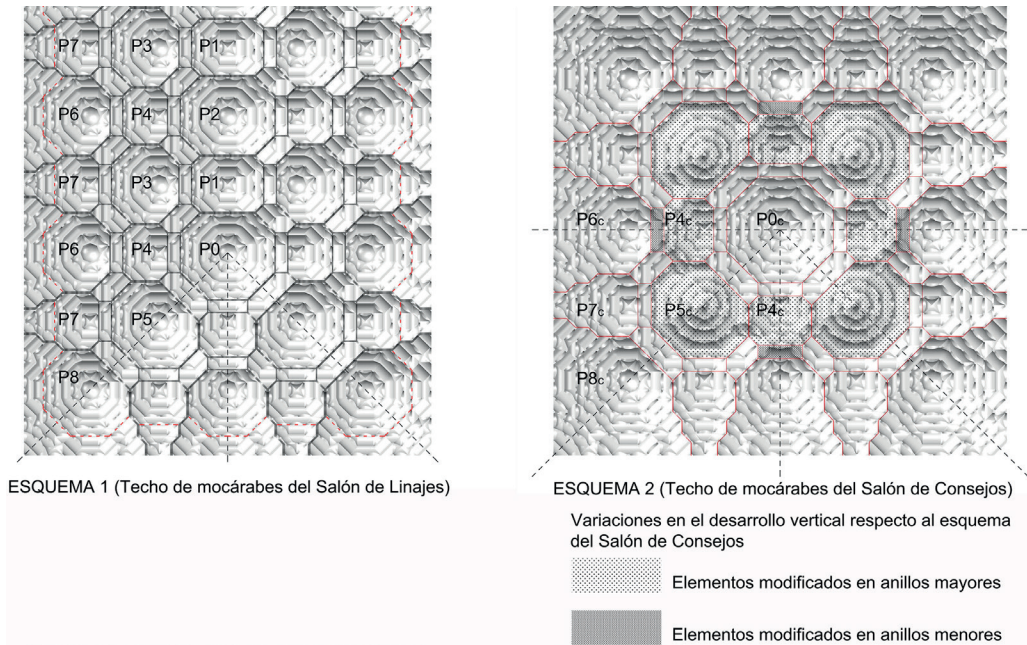 P7 P3 P1
P6 P4 P2
P7 P3 P1
P6 P4 P0
P7 P5
P8
ESQUEMA 1 (Techo de mocárabes del Salón de Linajes)
P6c P4c P0c
P7c P5c P4c
P8c
ESQUEMA 2 (Techo de mocárabes del Salón de Consejos)
Variaciones en el desarrollo vertical respecto al esquema
del Salón de Consejos
Elementos modificados en anillos mayores
Elementos modificados en anillos menores